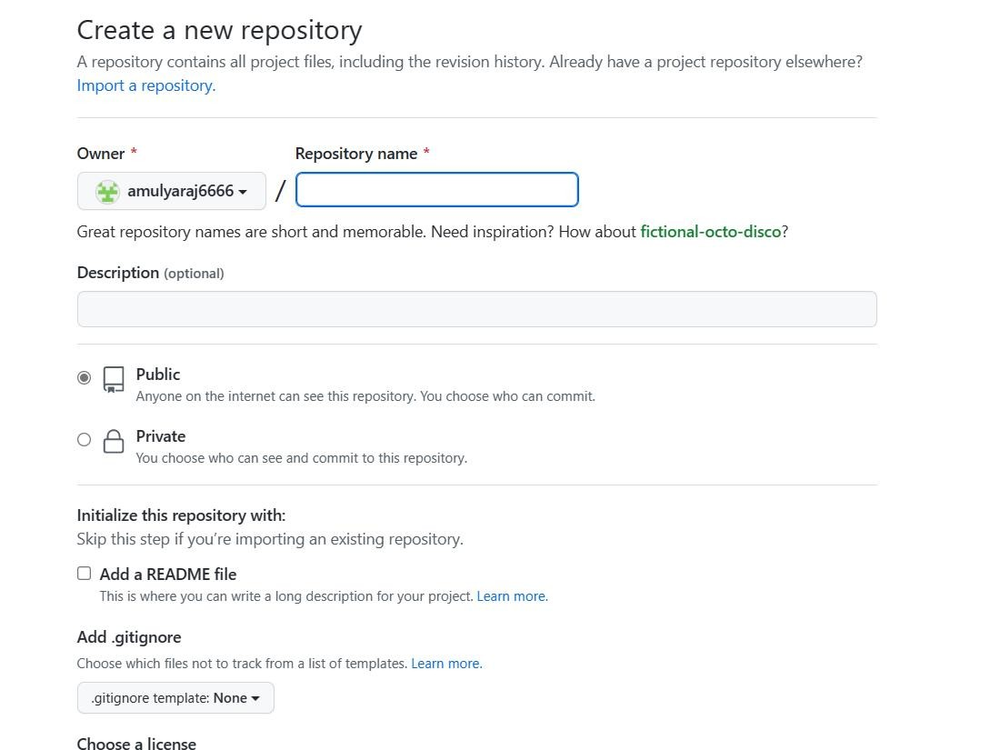 Create a new repository
A repository contains all project files, including the revision history. Already have a project repository elsewhere?
Import a repository.
Owner * Repository name *
amulyaraj6666 /
Great repository names are short and memorable. Need inspiration? How about fictional-octo-disco?
Description (optional)
Public
Anyone on the internet can see this repository. You choose who can commit.
Private
You choose who can see and commit to this repository.
Initialize this repository with:
Skip this step if you’re importing an existing repository.
Add a README file
This is where you can write a long description for your project. Learn more.
Add .gitignore
Choose which files not to track from a list of templates. Learn more.
.gitignore template: None
Choose a license